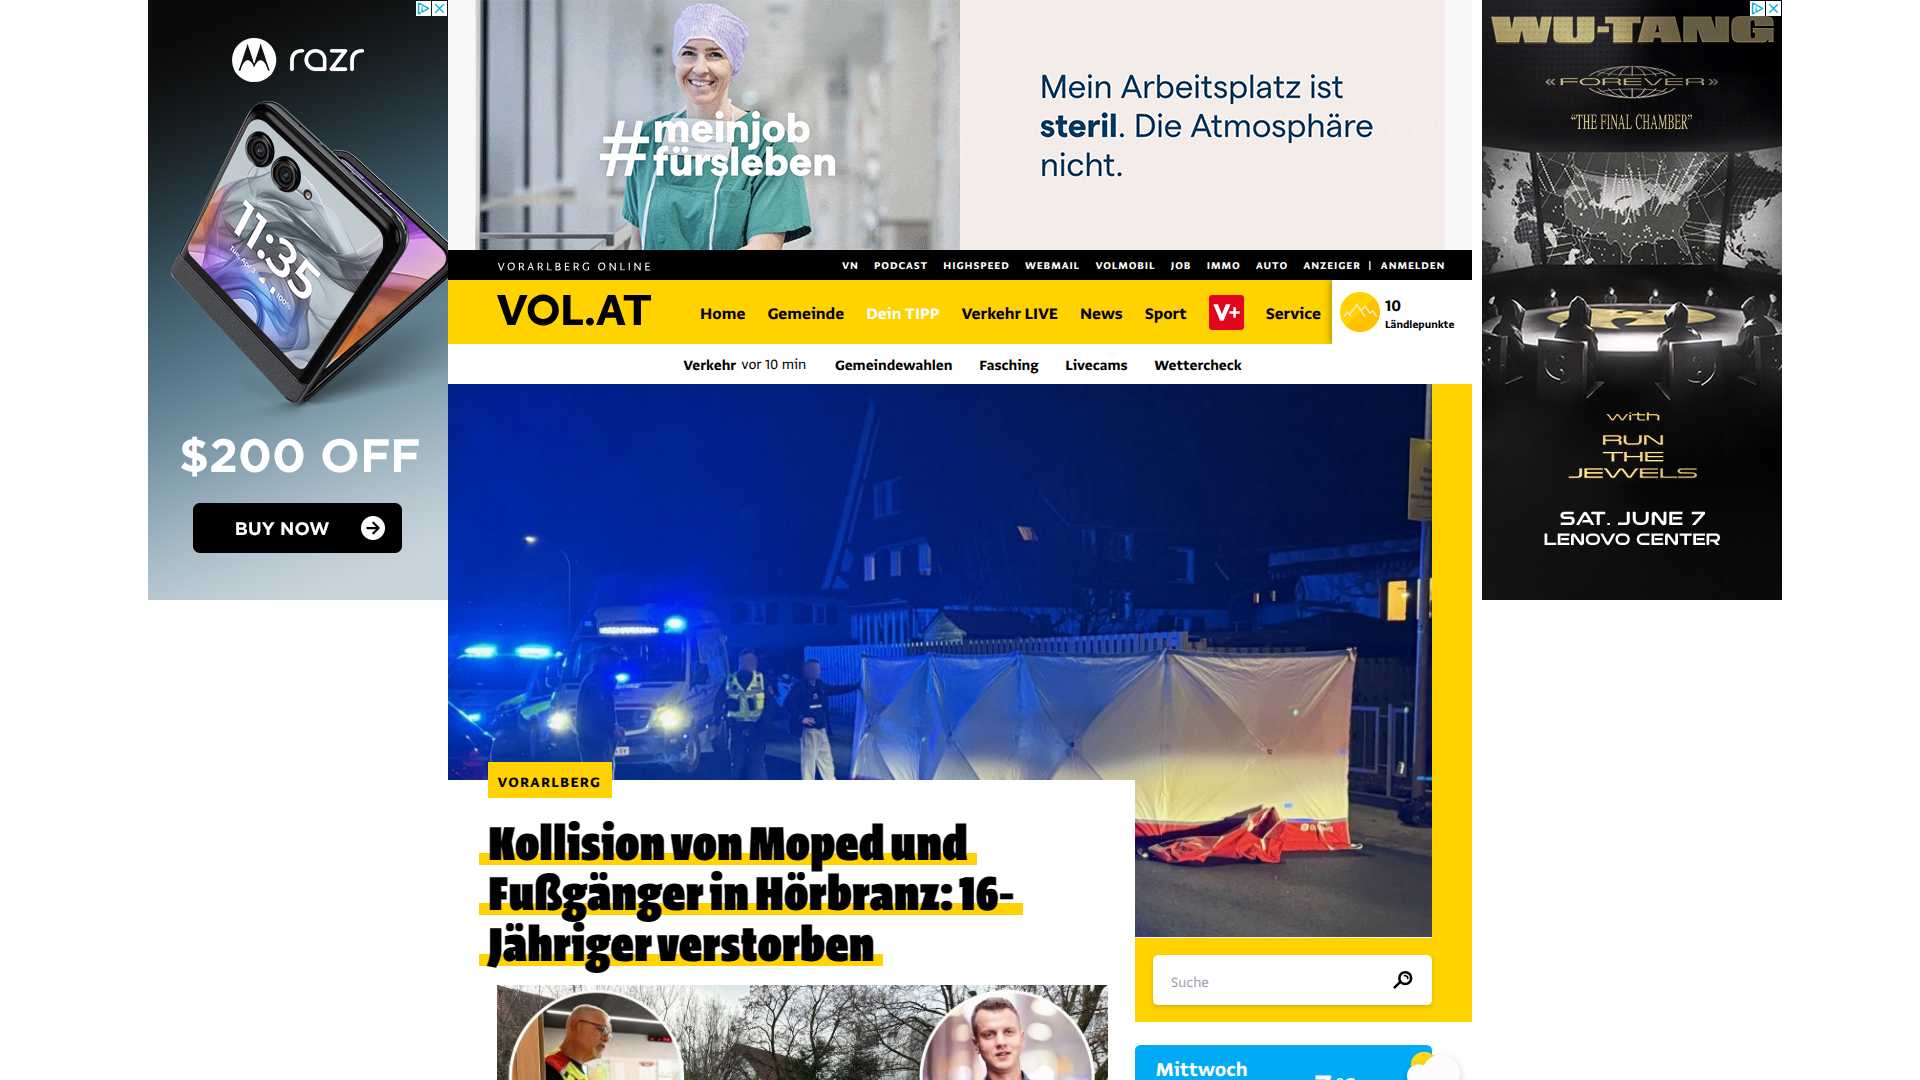 razr
11:35
$200 OFF
BUY NOW
#meinjob
fürsleben
Mein Arbeitsplatz ist
steril. Die Atmosphäre
nicht.
WU-TANG
«FOREVER»
“THE FINAL CHAMBER”
with
RUN
THE
JEWELS
SAT. JUNE 7
LENOVO CENTER
VORARLBERG ONLINE
VN PODCAST HIGHSPEED WEBMAIL VOLMOBIL JOB IMMO AUTO ANZEIGER | ANMELDEN
VOL.AT
Home Gemeinde Dein TIPP Verkehr LIVE News Sport V+ Service
10
Ländlepunkte
Verkehr vor 10 min Gemeindewahlen Fasching Livecams Wettercheck
VORARLBERG
Kollision von Moped und
Fußgänger in Hörbranz: 16-
Jähriger verstorben
Suche
Mittwoch